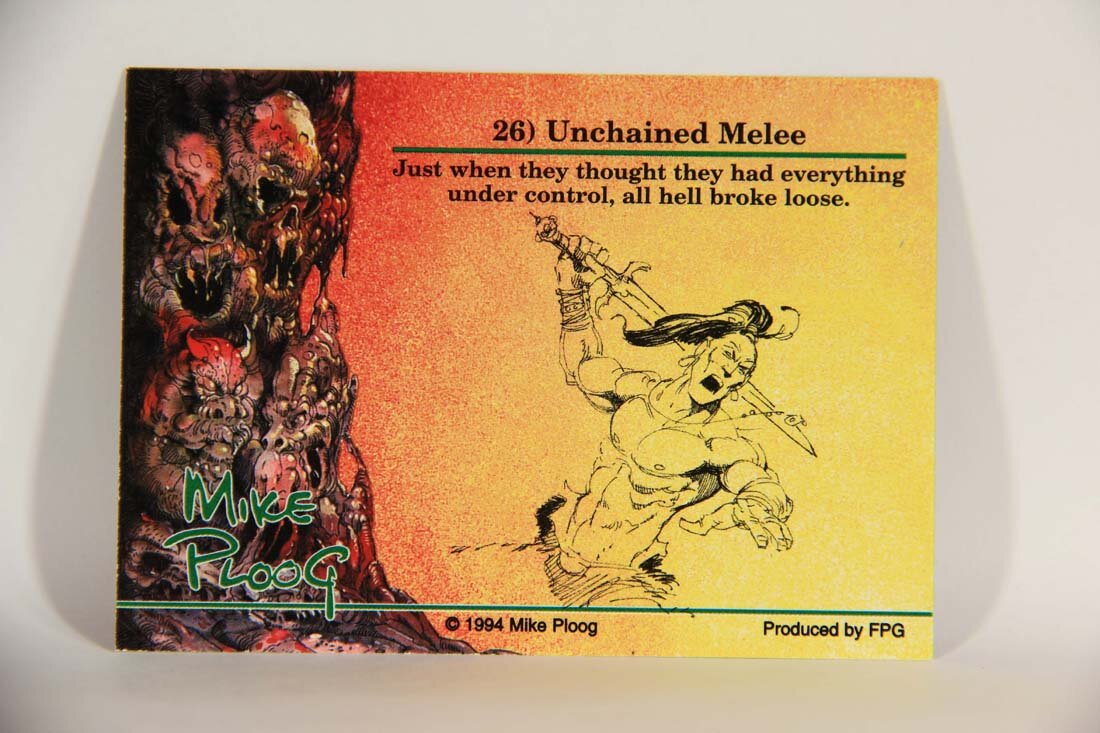 26) Unchained Melee
Just when they thought they had everything
under control, all hell broke loose.
MIKE
PLOOG
© 1994 Mike Ploog
Produced by FPG